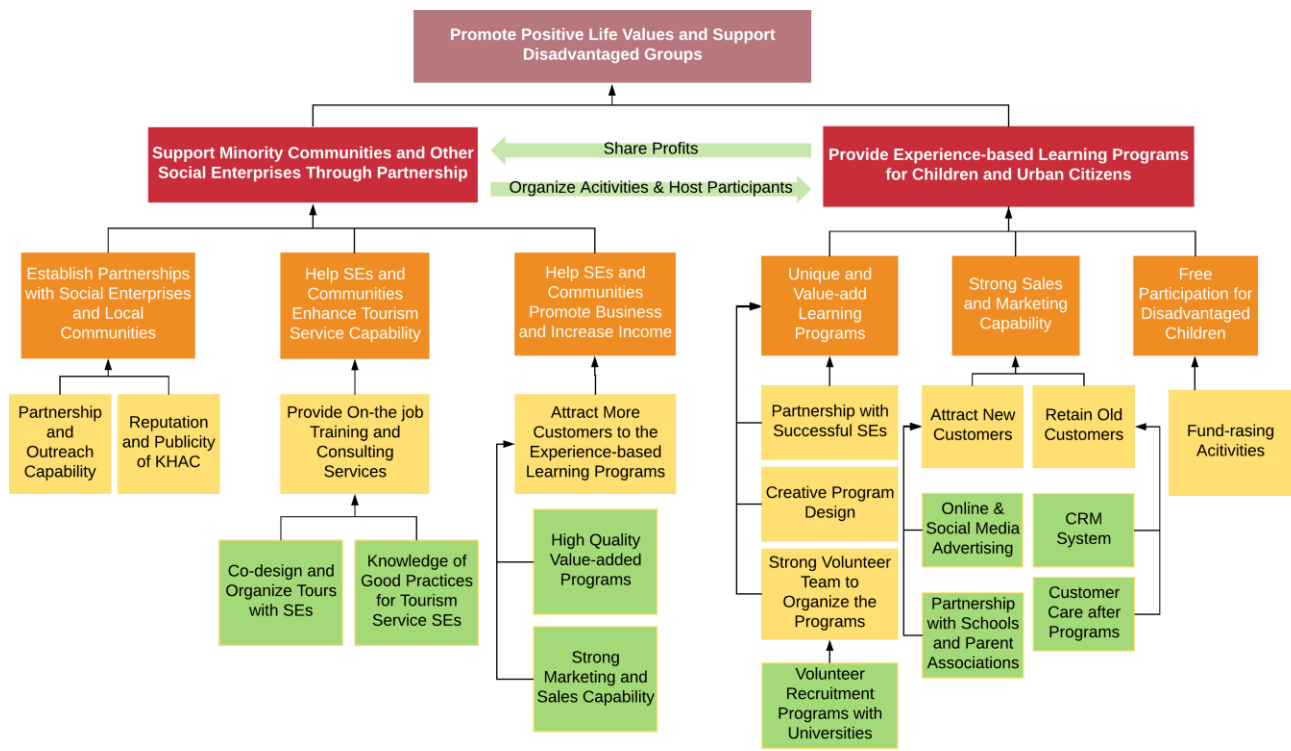 Promote Positive Life Values and Support
Disadvantaged Groups
Support Minority Communities and Other
Social Enterprises Through Partnership
Share Profits
Organize Acitivities & Host Participants
Provide Experience-based Learning Programs
for Children and Urban Citizens
Establish Partnerships
with Social Enterprises
and Local
Communities
Help SEs and
Communities
Enhance Tourism
Service Capability
Help SEs and
Communities
Promote Business
and Increase Income
Unique and
Value-add
Learning
Programs
Strong Sales
and Marketing
Capability
Free
Participation for
Disadvantaged
Children
Partnership
and
Outreach
Capability
Reputation
and Publicity
of KHAC
Provide On-the job
Training and
Consulting
Services
Attract More
Customers to the
Experience-based
Learning Programs
Partnership with
Successful SEs
Attract New
Customers
Retain Old
Customers
Fund-rasing
Acitivities
Creative Program
Design
Strong Volunteer
Team to
Organize the
Programs
Co-design and
Organize Tours
with SEs
Knowledge of
Good Practices
for Tourism
Service SEs
High Quality
Value-added
Programs
Strong
Marketing and
Sales Capability
Online &
Social Media
Advertising
CRM
System
Partnership
with Schools
and Parent
Associations
Customer
Care after
Programs
Volunteer
Recruitment
Programs with
Universities